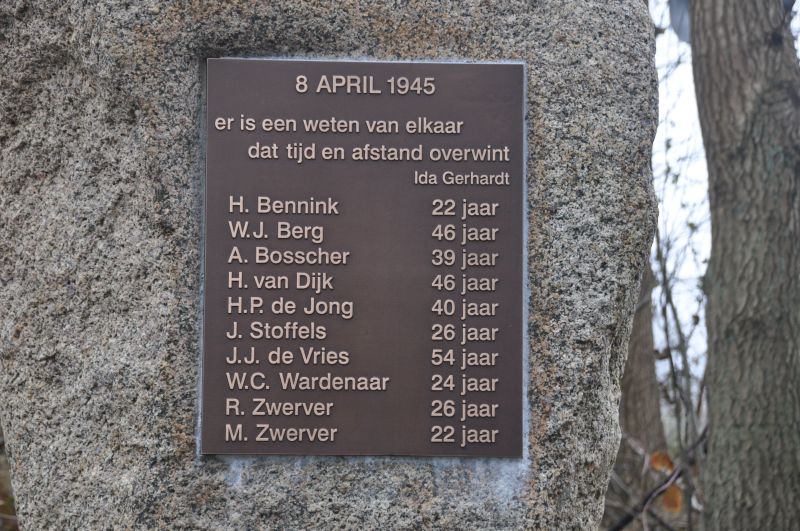 8 APRIL 1945
er is een weten van elkaar
dat tijd en afstand overwint
Ida Gerhardt
H. Bennink 22 jaar
W.J. Berg 46 jaar
A. Bosscher 39 jaar
H. van Dijk 46 jaar
H.P. de Jong 40 jaar
J. Stoffels 26 jaar
J.J. de Vries 54 jaar
W.C. Wardenaar 24 jaar
R. Zwerver 26 jaar
M. Zwerver 22 jaar